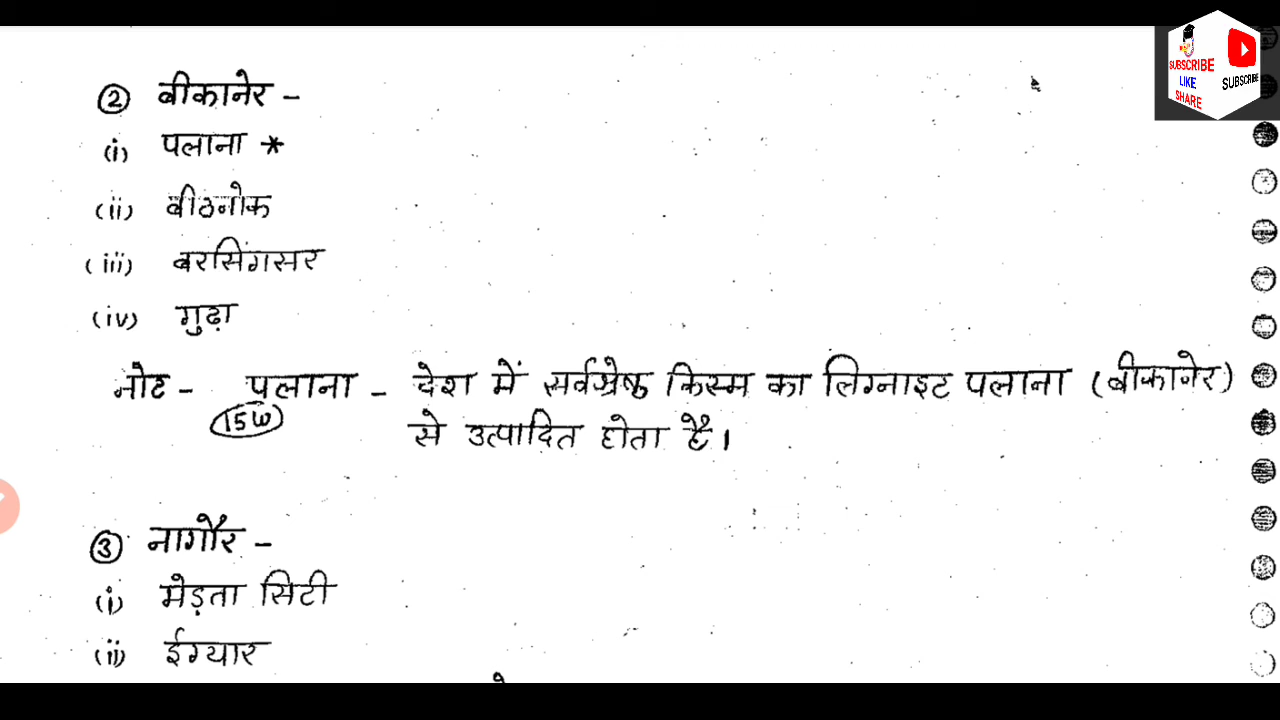 SUBSCRIBE
LIKE
SHARE
SUBSCRIBE
② बीकानेर -
(i) पलाना *
(ii) बीठनोक
(iii) बरसिंगसर
(iv) गुढ़ा
नोट - पलाना - देश में सर्वश्रेष्ठ किस्म का लिग्नाइट पलाना (बीकानेर)
15W
से उत्पादित होता है।
③ नागौर -
(i) मेड़ता सिटी
(ii) ईग्यार